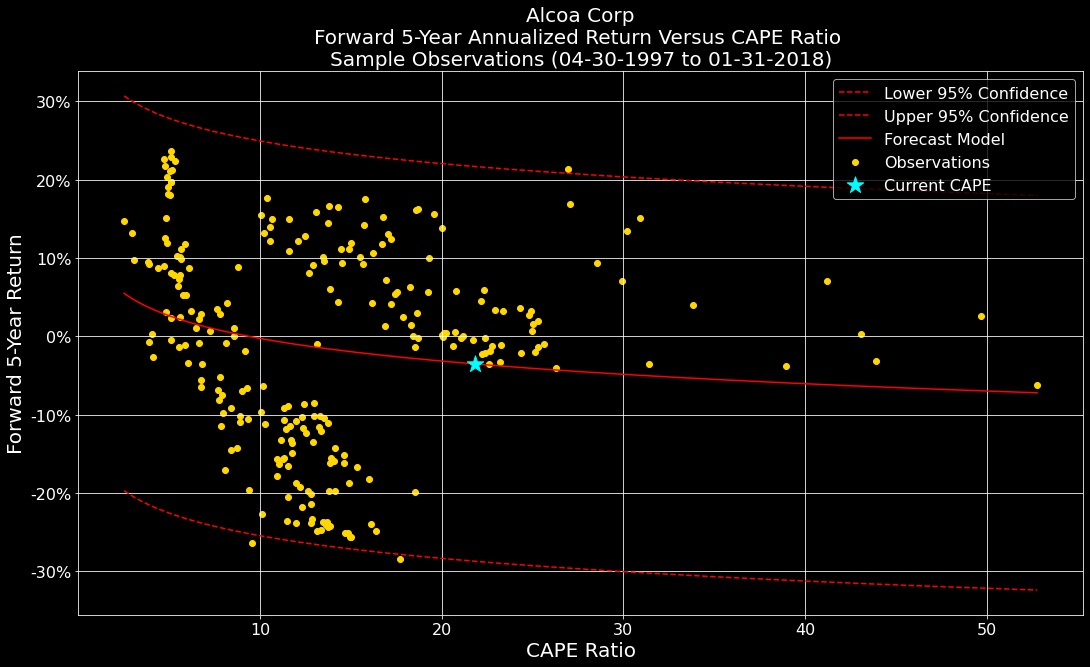 Alcoa Corp
Forward 5-Year Annualized Return Versus CAPE Ratio
Sample Observations (04-30-1997 to 01-31-2018)
Lower 95% Confidence
Upper 95% Confidence
Forecast Model
Observations
Current CAPE
Forward 5-Year Return
30%
20%
10%
0%
-10%
-20%
-30%
10
20
30
40
50
CAPE Ratio